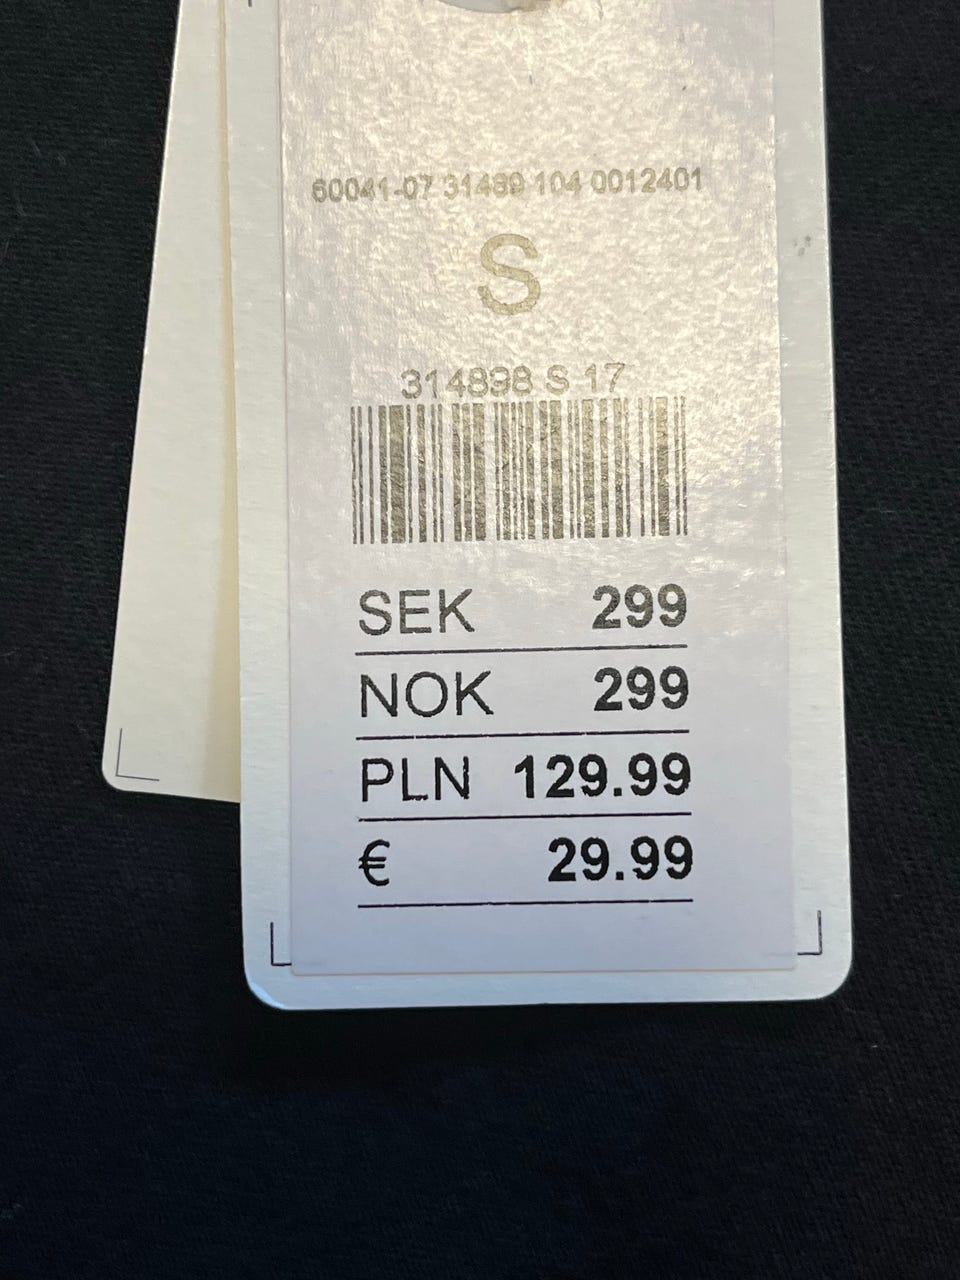 60041-07 31489 104 0012401
S
314898 S 17
SEK 299
NOK 299
PLN 129.99
€ 29.99